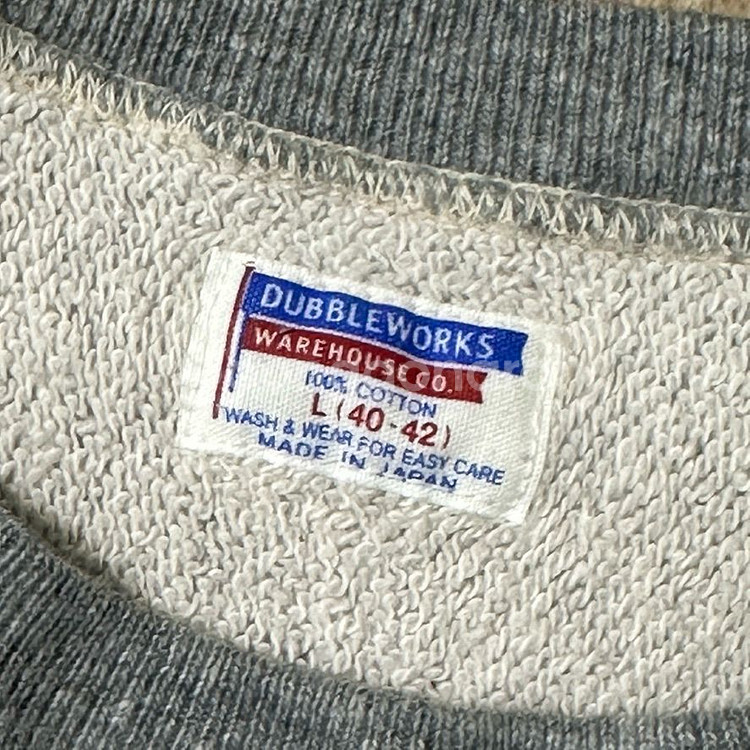 DUBBLEWORKS
WAREHOUSE CO.
100% COTTON
L (40-42)
WASH & WEAR FOR EASY CARE
MADE IN JAPAN